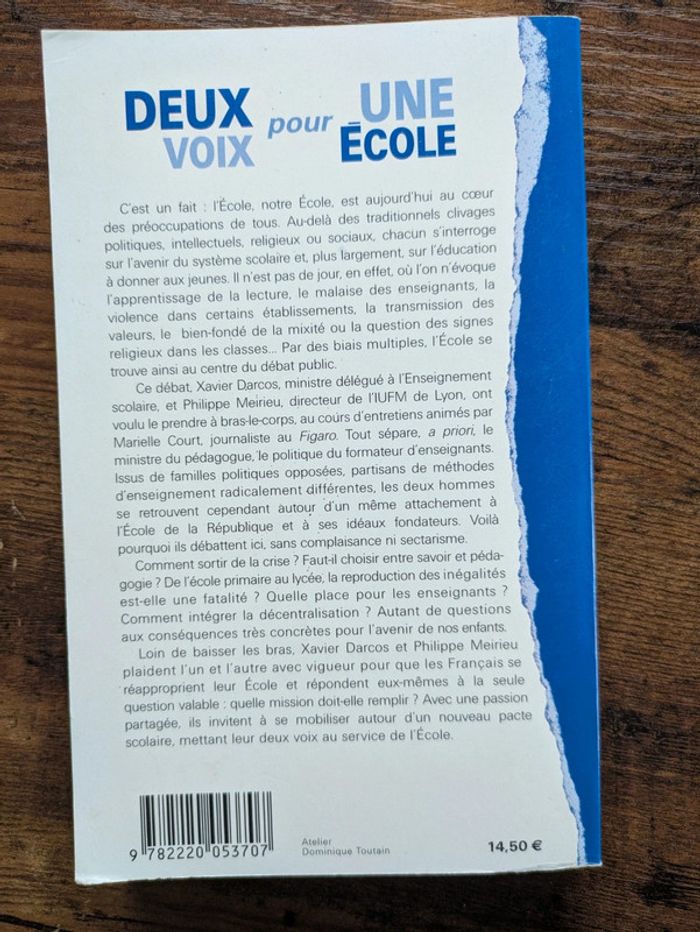 DEUX VOIX pour UNE ÉCOLE
C'est un fait : l'École, notre École, est aujourd'hui au cœur
des préoccupations de tous. Au-delà des traditionnels clivages
politiques, intellectuels, religieux ou sociaux, chacun s'interroge
sur l'avenir du système scolaire et, plus largement, sur l'éducation
à donner aux jeunes. Il n'est pas de jour, en effet, où l'on n'évoque
l'apprentissage de la lecture, le malaise des enseignants, la
violence dans certains établissements, la transmission des
valeurs, le bien-fondé de la mixité ou la question des signes
religieux dans les classes... Par des biais multiples, l'École se
trouve ainsi au centre du débat public.
Ce débat, Xavier Darcos, ministre délégué à l'Enseignement
scolaire, et Philippe Meirieu, directeur de l'IUFM de Lyon, ont
voulu le prendre à bras-le-corps, au cours d'entretiens animés par
Marielle Court, journaliste au Figaro. Tout sépare, a priori, le
ministre du pédagogue, le politique du formateur d'enseignants.
Issus de familles politiques opposées, partisans de méthodes
d'enseignement radicalement différentes, les deux hommes
se retrouvent cependant autour d'un même attachement à
l'École de la République et à ses idéaux fondateurs. Voilà
pourquoi ils débattent ici, sans complaisance ni sectarisme.
Comment sortir de la crise ? Faut-il choisir entre savoir et péda-
gogie ? De l'école primaire au lycée, la reproduction des inégalités
est-elle une fatalité ? Quelle place pour les enseignants ?
Comment intégrer la décentralisation ? Autant de questions
aux conséquences très concrètes pour l'avenir de nos enfants.
Loin de baisser les bras, Xavier Darcos et Philippe Meirieu
plaident l'un et l'autre avec vigueur pour que les Français se
réapproprient leur École et répondent eux-mêmes à la seule
question valable : quelle mission doit-elle remplir ? Avec une passion
partagée, ils invitent à se mobiliser autour d'un nouveau pacte
scolaire, mettant leur deux voix au service de l'École.
9 782220 053707
Atelier
Dominique Toutain
14,50 €